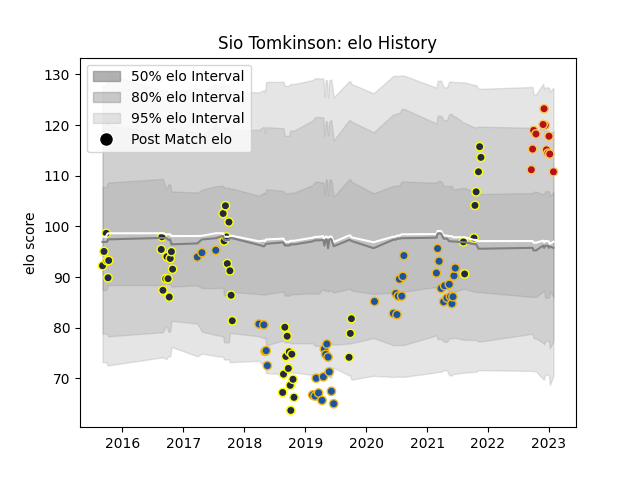 Sio Tomkinson: elo History
50% elo Interval
80% elo Interval
95% elo Interval
Post Match elo
elo score
130
120
110
100
90
80
70
2016 2017 2018 2019 2020 2021 2022 2023